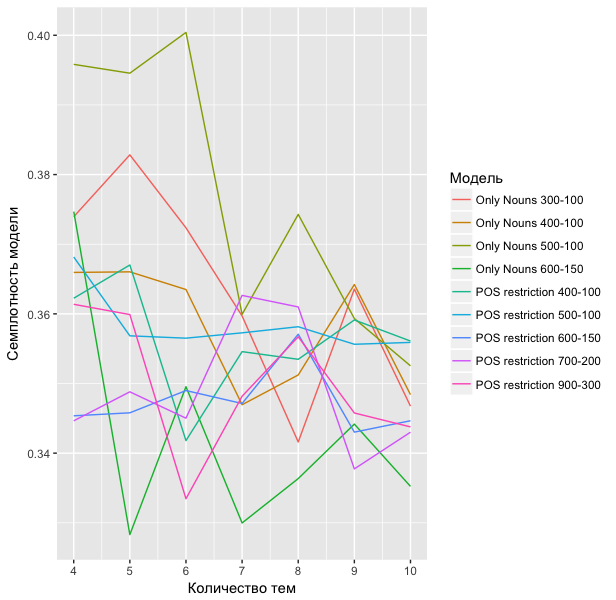 0.40
0.38
0.36
0.34
Семплотность модели
4 5 6 7 8 9 10
Количество тем
Модель
Only Nouns 300-100
Only Nouns 400-100
Only Nouns 500-100
Only Nouns 600-150
POS restriction 400-100
POS restriction 500-100
POS restriction 600-150
POS restriction 700-200
POS restriction 900-300